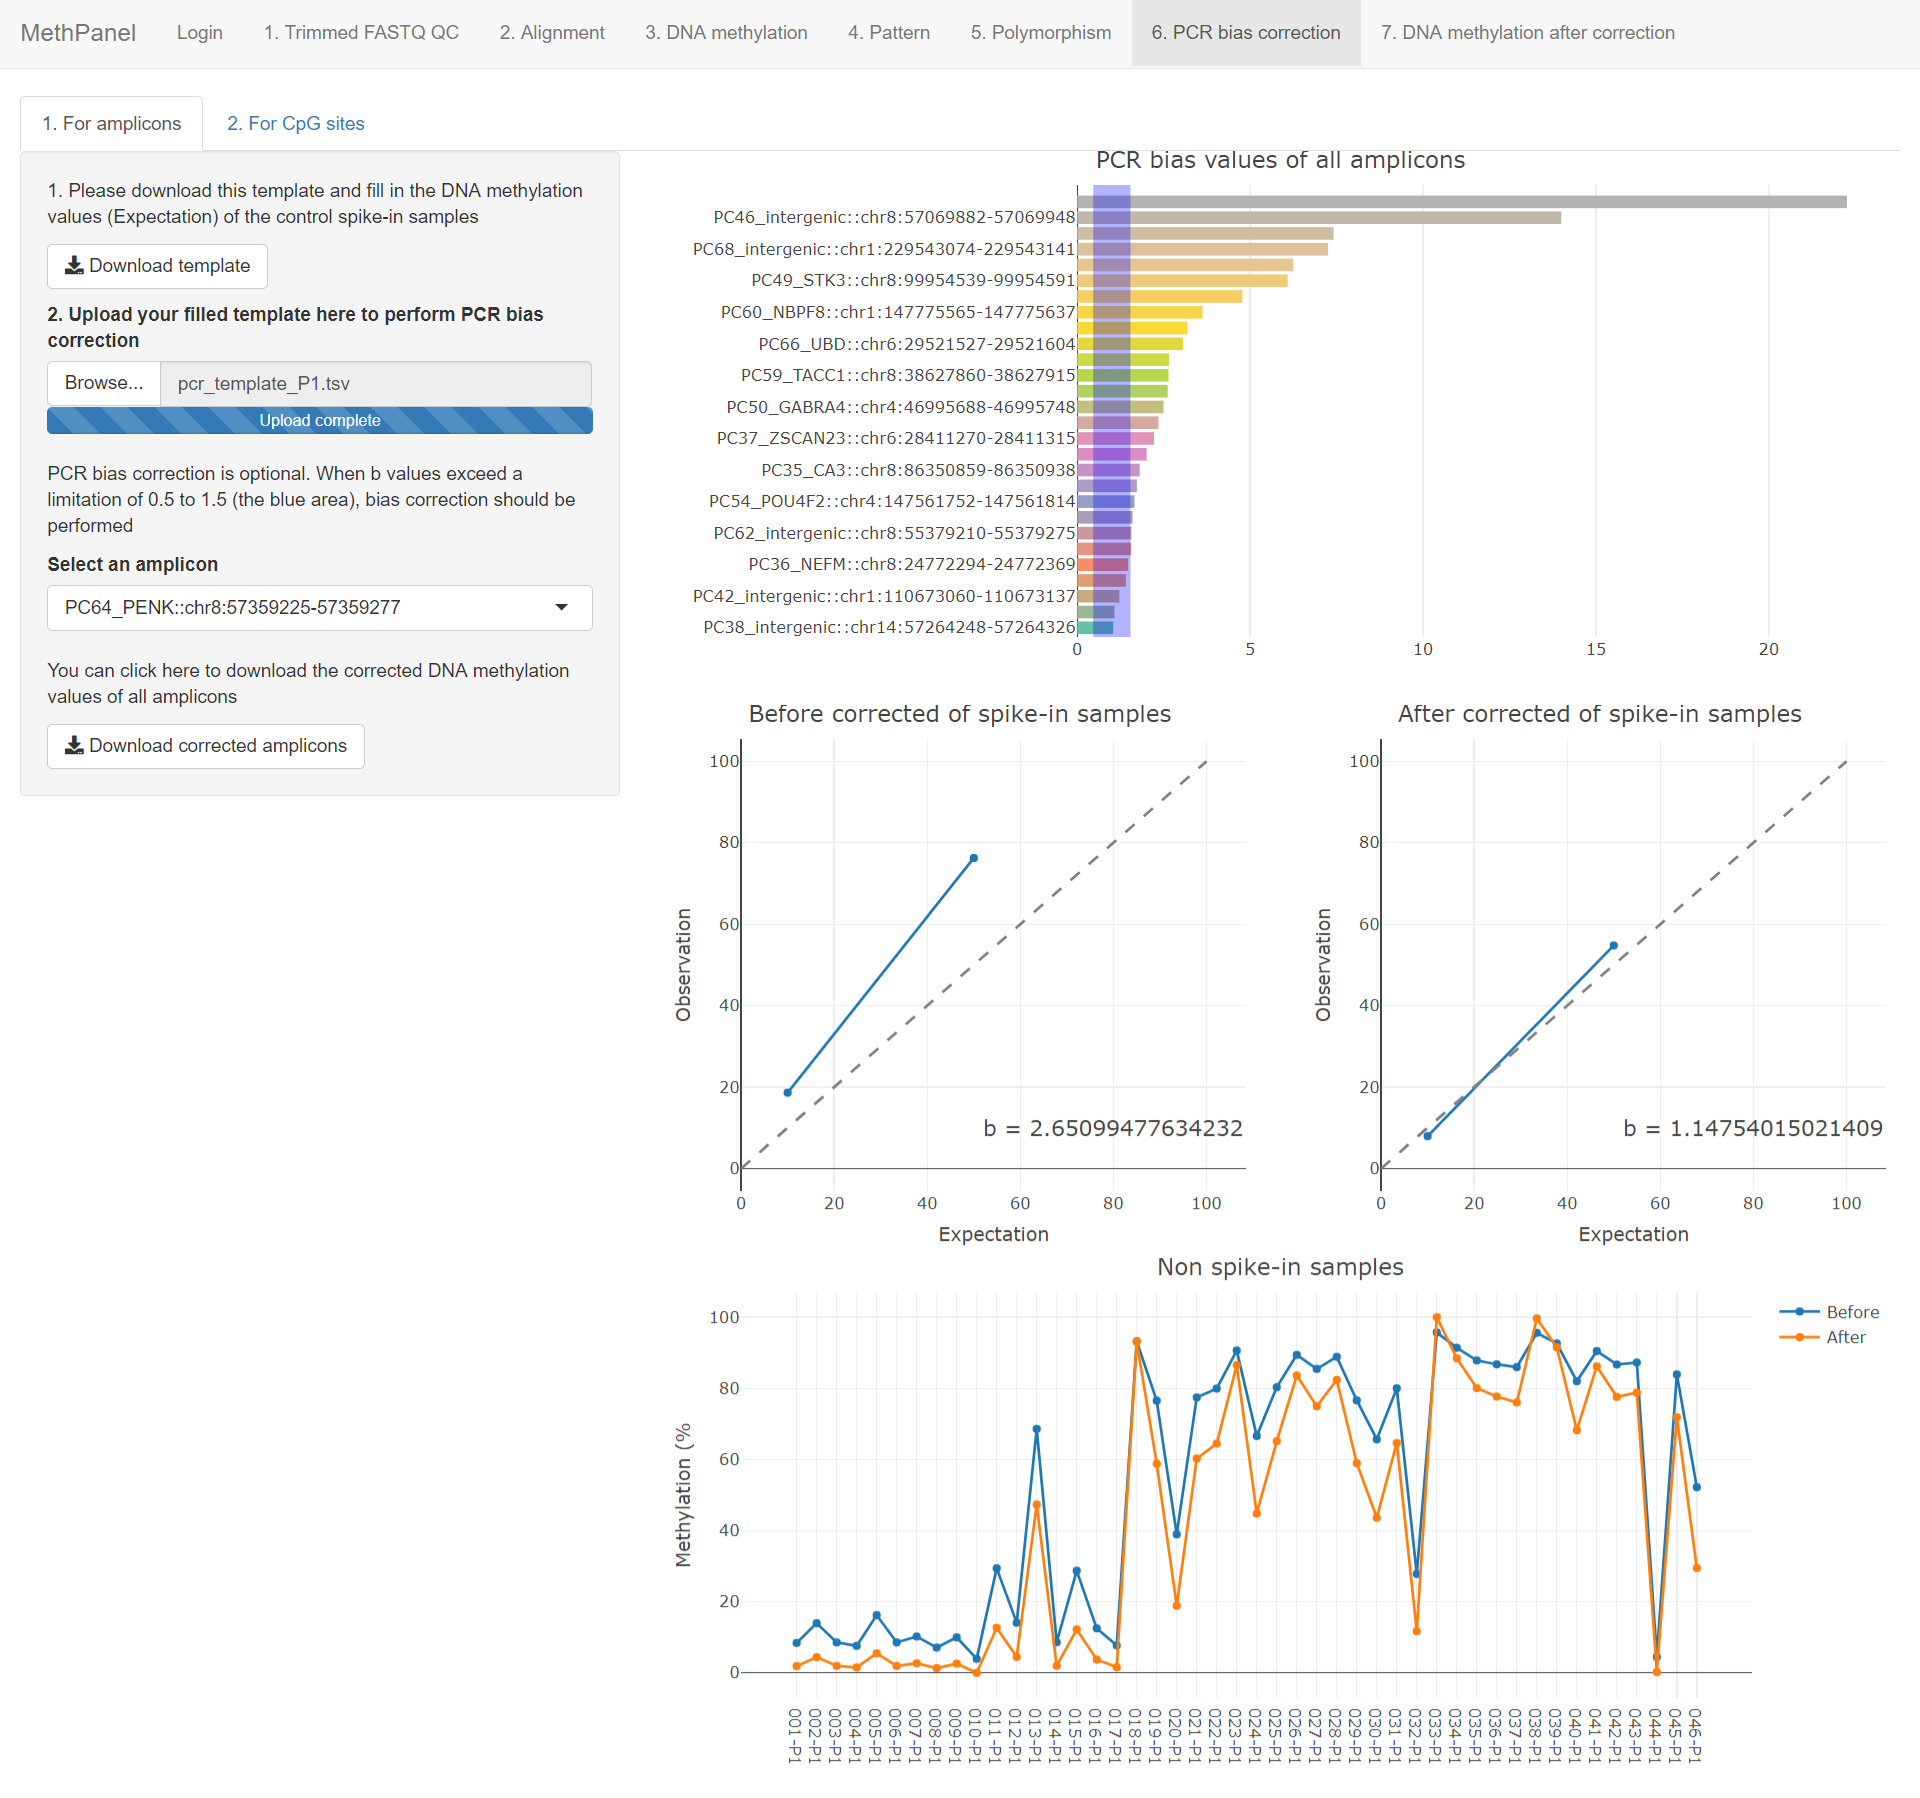 MethPanel Login 1. Trimmed FASTQ QC 2. Alignment 3. DNA methylation 4. Pattern 5. Polymorphism 6. PCR bias correction 7. DNA methylation after correction
1. For amplicons 2. For CpG sites
1. Please download this template and fill in the DNA methylation
values (Expectation) of the control spike-in samples
Download template
2. Upload your filled template here to perform PCR bias
correction
Browse... pcr_template_P1.tsv
Upload complete
PCR bias correction is optional. When b values exceed a
limitation of 0.5 to 1.5 (the blue area), bias correction should be
performed
Select an amplicon
PC64_PENK::chr8:57359225-57359277
You can click here to download the corrected DNA methylation
values of all amplicons
Download corrected amplicons
PCR bias values of all amplicons
PC46_intergenic::chr8:57069882-57069948
PC68_intergenic::chr1:229543074-229543141
PC49_STK3::chr8:99954539-99954591
PC60_NBPF8::chr1:147775565-147775637
PC66_UBD::chr6:29521527-29521604
PC59_TACC1::chr8:38627860-38627915
PC50_GABRA4::chr4:46995688-46995748
PC37_ZSCAN23::chr6:28411270-28411315
PC35_CA3::chr8:86350859-86350938
PC54_POU4F2::chr4:147561752-147561814
PC62_intergenic::chr8:55379210-55379275
PC36_NEFM::chr8:24772294-24772369
PC42_intergenic::chr1:110673060-110673137
PC38_intergenic::chr14:57264248-57264326
0 5 10 15 20
Before corrected of spike-in samples
100
80
60
40
20
0
Observation
b = 2.65099477634232
0 20 40 60 80 100
Expectation
After corrected of spike-in samples
100
80
60
40
20
0
Observation
b = 1.14754015021409
0 20 40 60 80 100
Expectation
Non spike-in samples
100
80
60
40
20
0
Methylation (%
Before
After
001-P1
002-P1
003-P1
004-P1
005-P1
006-P1
007-P1
008-P1
009-P1
010-P1
011-P1
012-P1
013-P1
014-P1
015-P1
016-P1
017-P1
018-P1
019-P1
020-P1
021-P1
022-P1
023-P1
024-P1
025-P1
026-P1
027-P1
028-P1
029-P1
030-P1
031-P1
032-P1
033-P1
034-P1
035-P1
036-P1
037-P1
038-P1
039-P1
040-P1
041-P1
042-P1
043-P1
044-P1
045-P1
046-P1